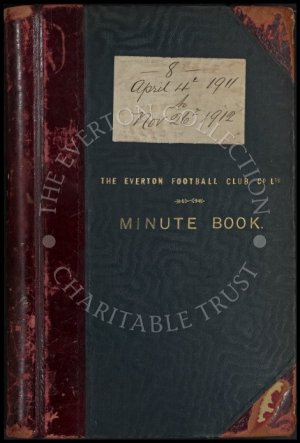 8
April 4th 1911
to
Nov 26th 1912
THE EVERTON FOOTBALL CLUB Co LTD
MINUTE BOOK.
THE EVERTON COLLECTION
CHARITABLE TRUST